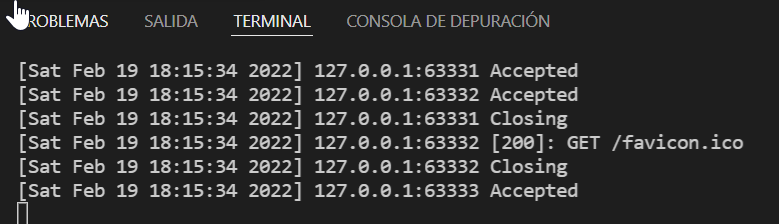 PROBLEMAS SALIDA TERMINAL CONSOLA DE DEPURACIÓN
[Sat Feb 19 18:15:34 2022] 127.0.0.1:63331 Accepted
[Sat Feb 19 18:15:34 2022] 127.0.0.1:63332 Accepted
[Sat Feb 19 18:15:34 2022] 127.0.0.1:63331 Closing
[Sat Feb 19 18:15:34 2022] 127.0.0.1:63332 [200]: GET /favicon.ico
[Sat Feb 19 18:15:34 2022] 127.0.0.1:63332 Closing
[Sat Feb 19 18:15:34 2022] 127.0.0.1:63333 Accepted